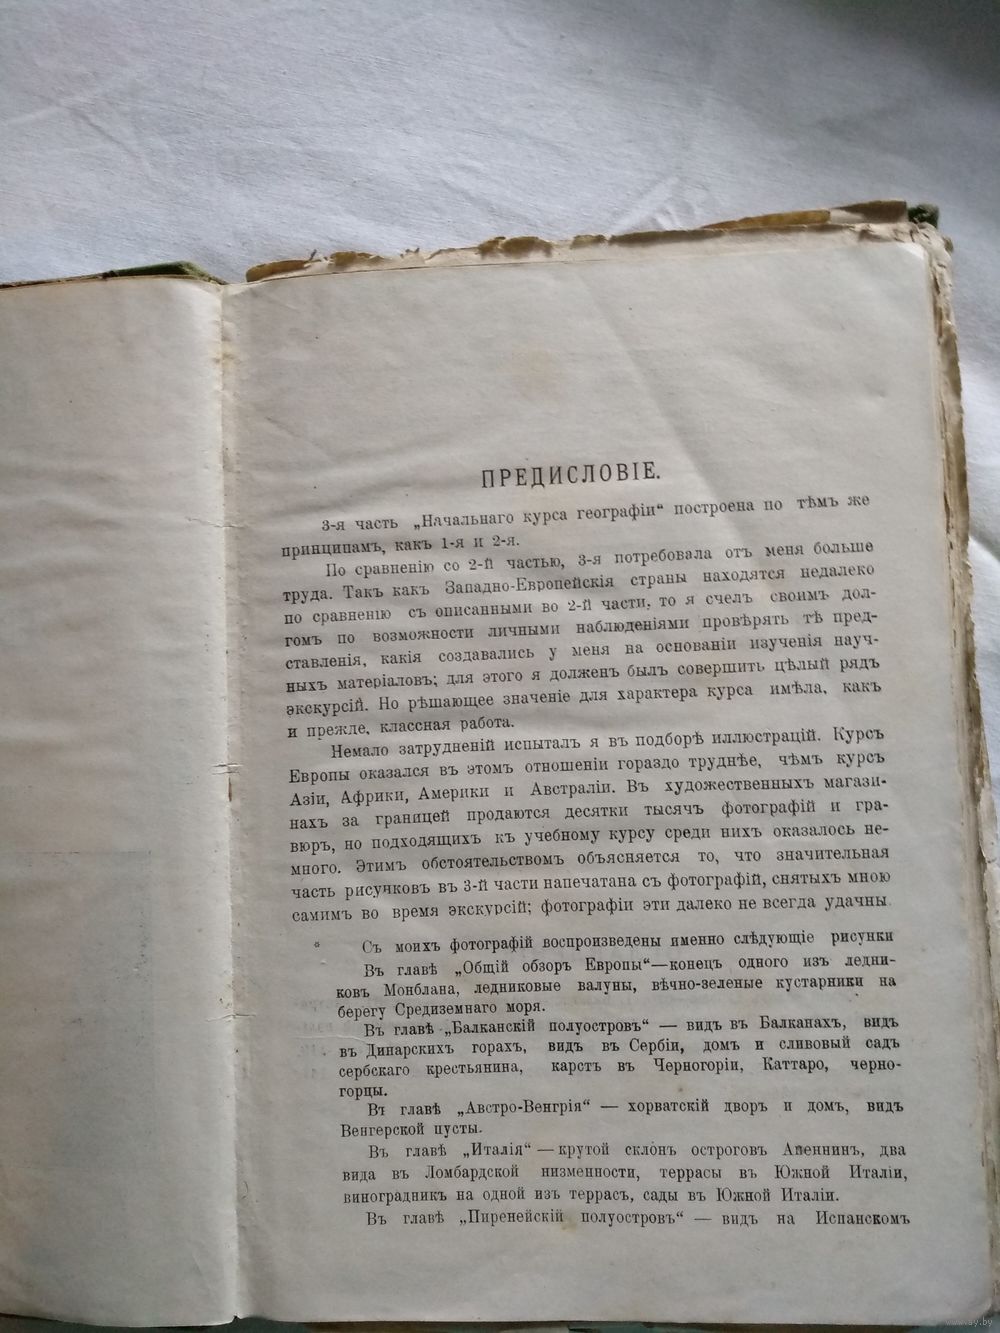 ПРЕДИСЛОВІЕ.
3-я часть „Начальнаго курса географіи“ построена по тѣмъ же
принципамъ, какъ 1-я и 2-я.
По сравненію со 2-й частью, 3-я потребовала отъ меня больше
труда. Такъ какъ Западно-Европейскія страны находятся недалеко
по сравненію съ описанными во 2-й части, то я счелъ своимъ дол-
гомъ по возможности личными наблюденіями провѣрять тѣ пред-
ставленія, какія создавались у меня на основаніи изученія науч-
ныхъ матеріаловъ; для этого я долженъ былъ совершить цѣлый рядъ
экскурсій. Но рѣшающее значеніе для характера курса имѣла, какъ
и прежде, классная работа.
Немало затрудненій испыталъ я въ подборѣ иллюстрацій. Курсъ
Европы оказался въ этомъ отношеніи гораздо труднѣе, чѣмъ курсъ
Азіи, Африки, Америки и Австраліи. Въ художественныхъ магази-
нахъ за границей продаются десятки тысячъ фотографій и гра-
вюръ, но подходящихъ къ учебному курсу среди нихъ оказалось не-
много. Этимъ обстоятельствомъ объясняется то, что значительная
часть рисунковъ въ 3-й части напечатана съ фотографій, снятыхъ мною
самимъ во время экскурсій; фотографіи эти далеко не всегда удачны
* Съ моихъ фотографій воспроизведены именно слѣдующіе рисунки
Въ главѣ „Общій обзоръ Европы“—конецъ одного изъ ледни-
ковъ Монблана, ледниковые валуны, вѣчно-зеленые кустарники на
берегу Средиземнаго моря.
Въ главѣ „Балканскій полуостровъ“ — видъ въ Балканахъ, видъ
въ Динарскихъ горахъ, видъ въ Сербіи, домъ и сливовый садъ
сербскаго крестьянина, карстъ въ Черногоріи, Каттаро, черно-
горцы.
Въ главѣ „Австро-Венгрія“ — хорватскій дворъ и домъ, видъ
Венгерской пусты.
Въ главѣ „Италія“ — крутой склонъ острогов Апеннинъ, два
вида въ Ломбардской низменности, террасы въ Южной Италіи,
виноградникъ на одной изъ террасъ, сады въ Южной Италіи.
Въ главѣ „Пиренейскій полуостровъ“ — видъ на Испанскомъ
www.ay.by